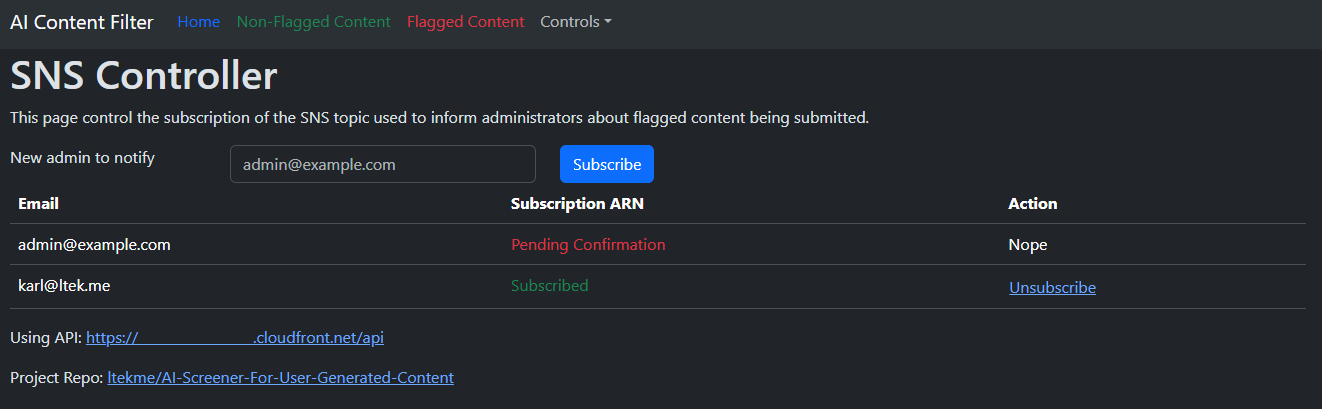 AI Content Filter Home Non-Flagged Content Flagged Content Controls
SNS Controller
This page control the subscription of the SNS topic used to inform administrators about flagged content being submitted.
New admin to notify admin@example.com Subscribe
Email Subscription ARN Action
admin@example.com Pending Confirmation Nope
karl@ltek.me Subscribed Unsubscribe
Using API: https:// .cloudfront.net/api
Project Repo: ltekme/AI-Screener-For-User-Generated-Content